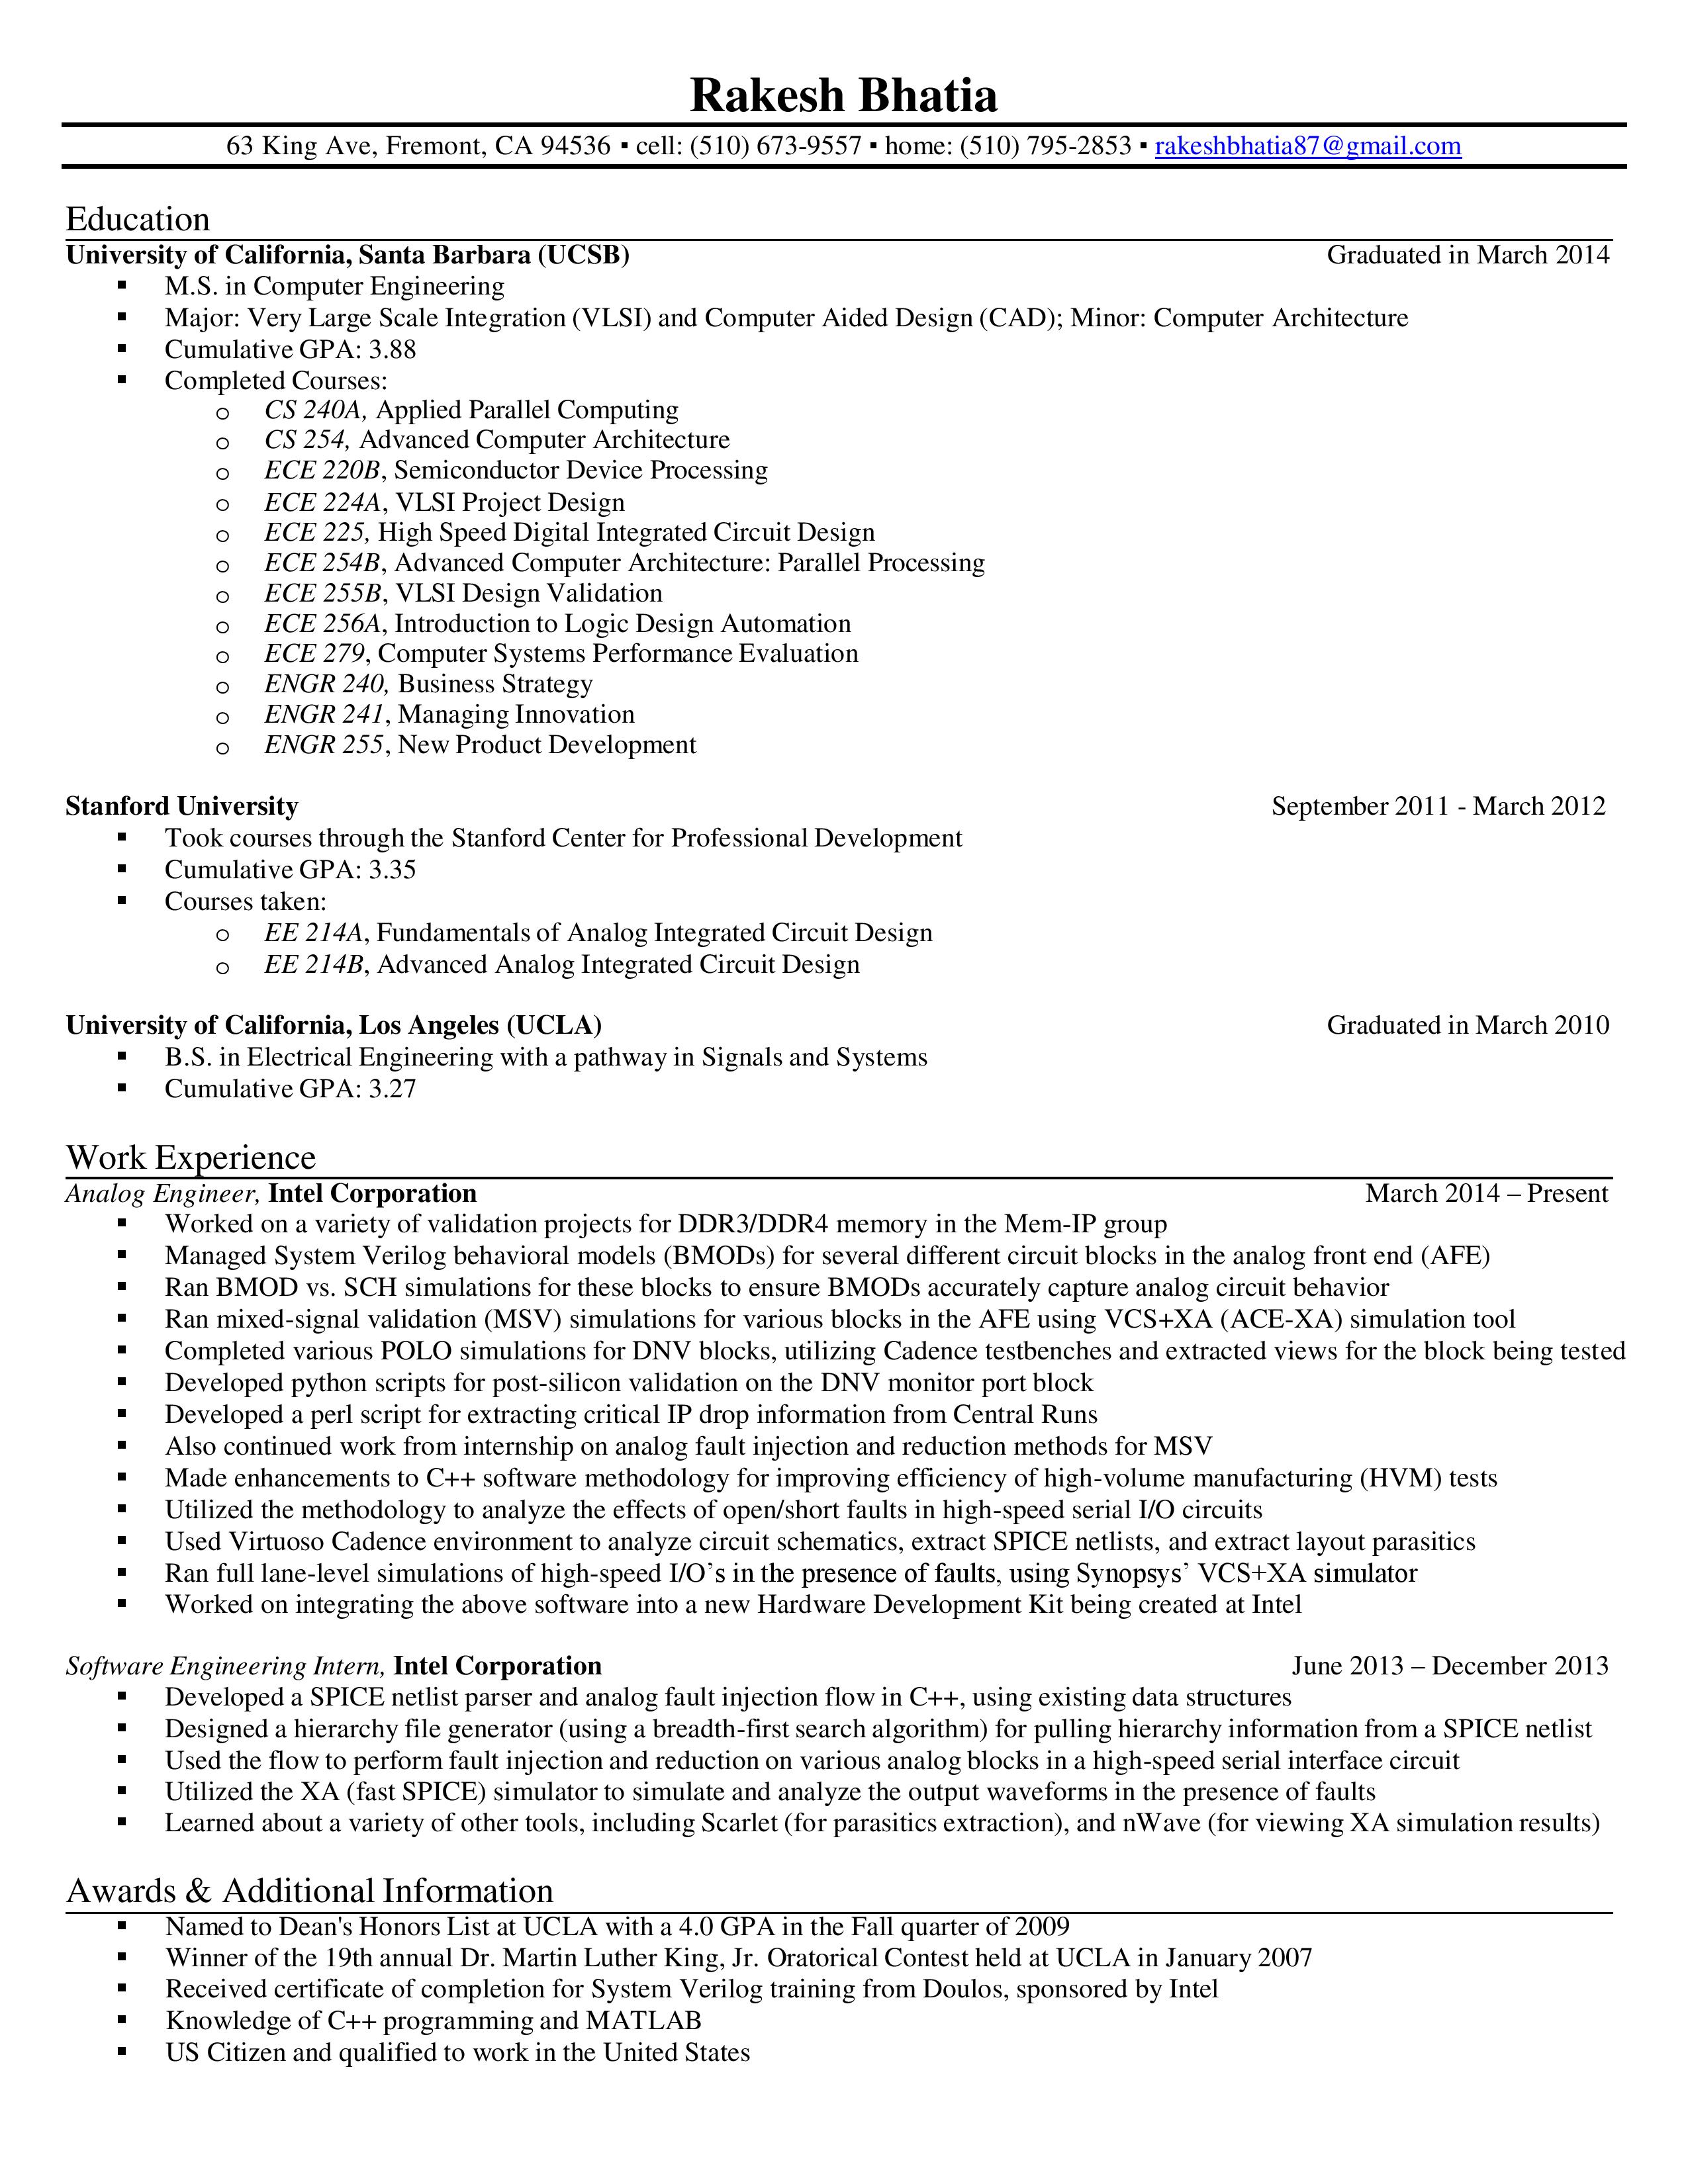 Rakesh Bhatia
63 King Ave, Fremont, CA 94536 ▪ cell: (510) 673-9557 ▪ home: (510) 795-2853 ▪ rakeshbhatia87@gmail.com
Education
University of California, Santa Barbara (UCSB) Graduated in March 2014
▪ M.S. in Computer Engineering
▪ Major: Very Large Scale Integration (VLSI) and Computer Aided Design (CAD); Minor: Computer Architecture
▪ Cumulative GPA: 3.88
▪ Completed Courses:
o CS 240A, Applied Parallel Computing
o CS 254, Advanced Computer Architecture
o ECE 220B, Semiconductor Device Processing
o ECE 224A, VLSI Project Design
o ECE 225, High Speed Digital Integrated Circuit Design
o ECE 254B, Advanced Computer Architecture: Parallel Processing
o ECE 255B, VLSI Design Validation
o ECE 256A, Introduction to Logic Design Automation
o ECE 279, Computer Systems Performance Evaluation
o ENGR 240, Business Strategy
o ENGR 241, Managing Innovation
o ENGR 255, New Product Development
Stanford University September 2011 - March 2012
▪ Took courses through the Stanford Center for Professional Development
▪ Cumulative GPA: 3.35
▪ Courses taken:
o EE 214A, Fundamentals of Analog Integrated Circuit Design
o EE 214B, Advanced Analog Integrated Circuit Design
University of California, Los Angeles (UCLA) Graduated in March 2010
▪ B.S. in Electrical Engineering with a pathway in Signals and Systems
▪ Cumulative GPA: 3.27
Work Experience
Analog Engineer, Intel Corporation March 2014 – Present
▪ Worked on a variety of validation projects for DDR3/DDR4 memory in the Mem-IP group
▪ Managed System Verilog behavioral models (BMODs) for several different circuit blocks in the analog front end (AFE)
▪ Ran BMOD vs. SCH simulations for these blocks to ensure BMODs accurately capture analog circuit behavior
▪ Ran mixed-signal validation (MSV) simulations for various blocks in the AFE using VCS+XA (ACE-XA) simulation tool
▪ Completed various POLO simulations for DNV blocks, utilizing Cadence testbenches and extracted views for the block being tested
▪ Developed python scripts for post-silicon validation on the DNV monitor port block
▪ Developed a perl script for extracting critical IP drop information from Central Runs
▪ Also continued work from internship on analog fault injection and reduction methods for MSV
▪ Made enhancements to C++ software methodology for improving efficiency of high-volume manufacturing (HVM) tests
▪ Utilized the methodology to analyze the effects of open/short faults in high-speed serial I/O circuits
▪ Used Virtuoso Cadence environment to analyze circuit schematics, extract SPICE netlists, and extract layout parasitics
▪ Ran full lane-level simulations of high-speed I/O’s in the presence of faults, using Synopsys’ VCS+XA simulator
▪ Worked on integrating the above software into a new Hardware Development Kit being created at Intel
Software Engineering Intern, Intel Corporation June 2013 – December 2013
▪ Developed a SPICE netlist parser and analog fault injection flow in C++, using existing data structures
▪ Designed a hierarchy file generator (using a breadth-first search algorithm) for pulling hierarchy information from a SPICE netlist
▪ Used the flow to perform fault injection and reduction on various analog blocks in a high-speed serial interface circuit
▪ Utilized the XA (fast SPICE) simulator to simulate and analyze the output waveforms in the presence of faults
▪ Learned about a variety of other tools, including Scarlet (for parasitics extraction), and nWave (for viewing XA simulation results)
Awards & Additional Information
▪ Named to Dean's Honors List at UCLA with a 4.0 GPA in the Fall quarter of 2009
▪ Winner of the 19th annual Dr. Martin Luther King, Jr. Oratorical Contest held at UCLA in January 2007
▪ Received certificate of completion for System Verilog training from Doulos, sponsored by Intel
▪ Knowledge of C++ programming and MATLAB
▪ US Citizen and qualified to work in the United States